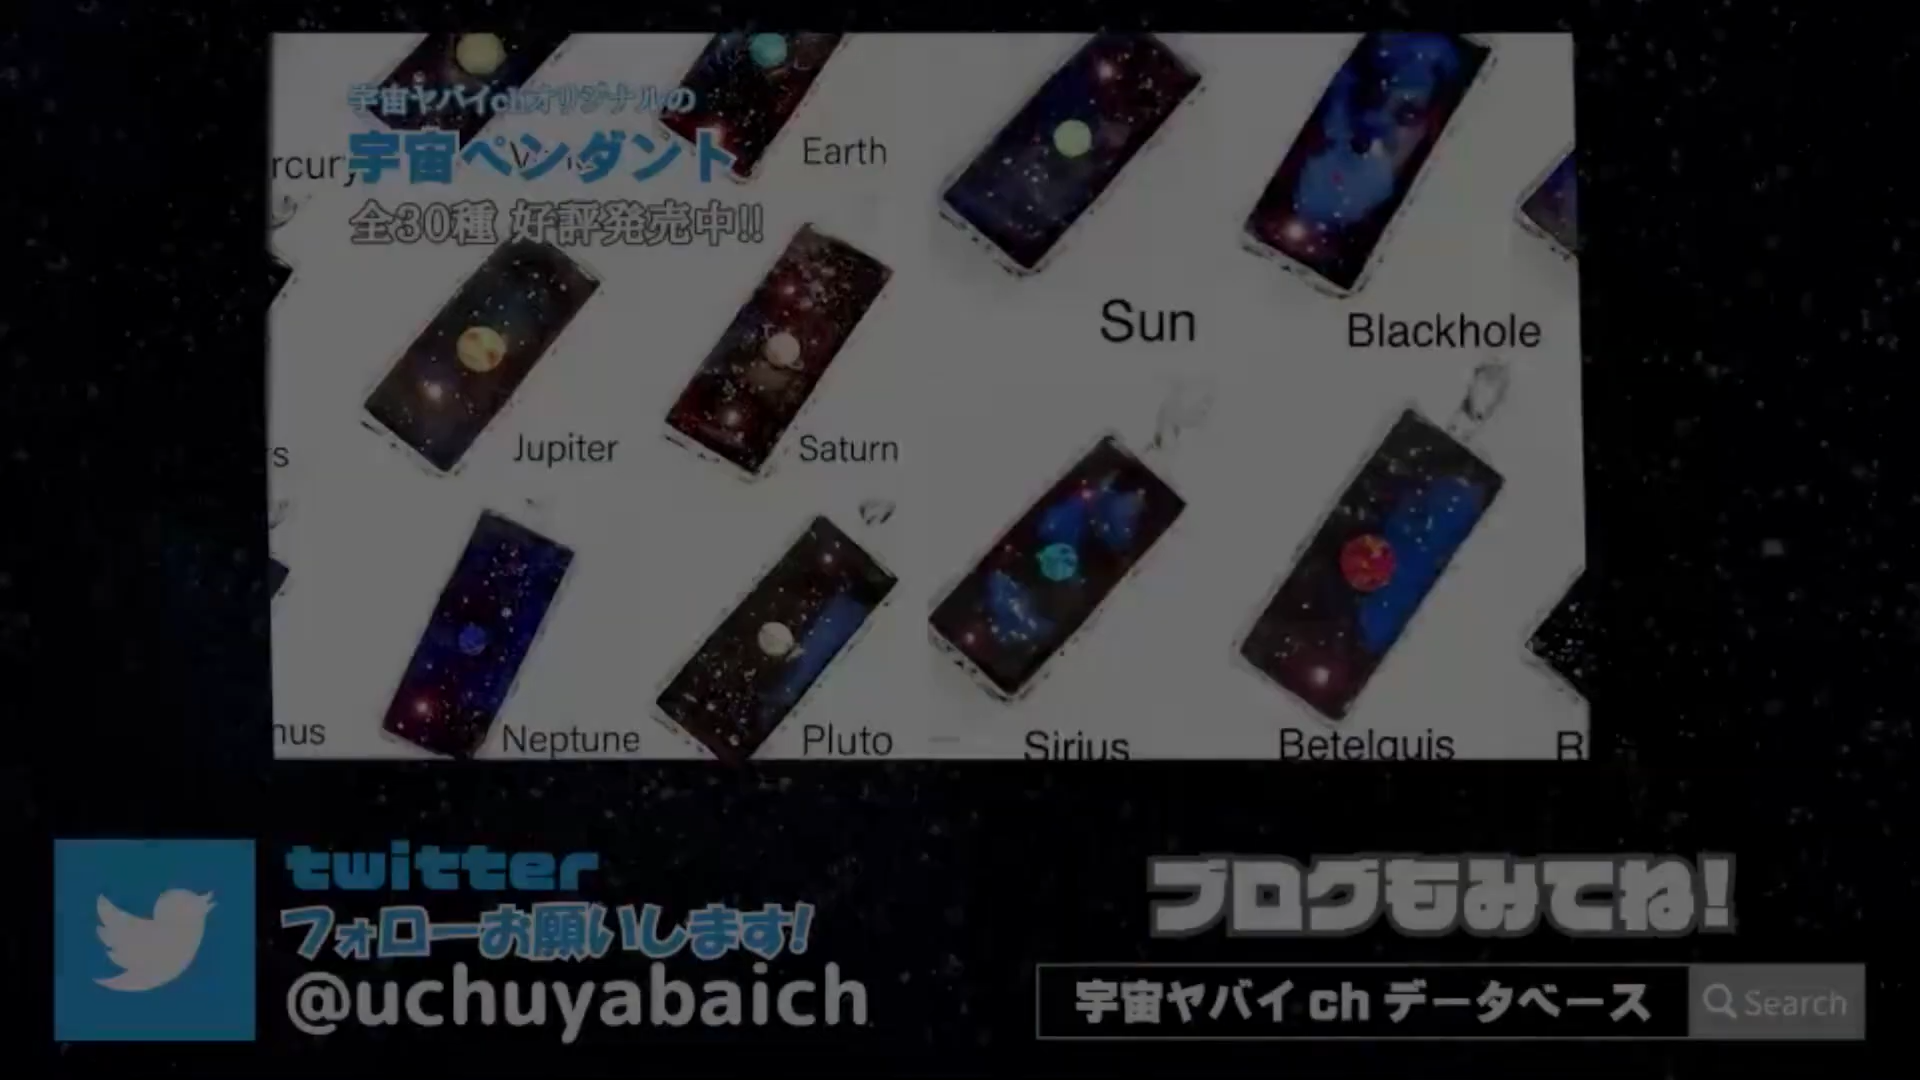 宇宙ヤバイchオリジナルの
宇宙ペンダント
全30種 好評発売中!!
Earth
Sun
Blackhole
Jupiter
Saturn
Neptune
Pluto
Sirius
Betelguis
twitter
フォローお願いします!
@uchuyabaich
ブログもみてね!
宇宙ヤバイ ch データベース
Search